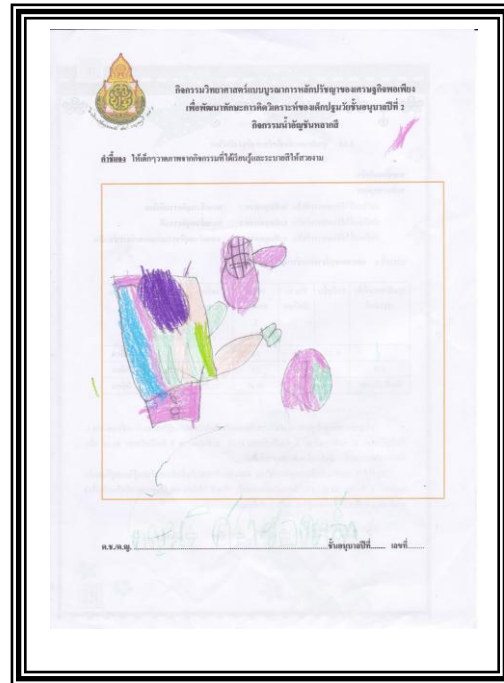 กิจกรรมวิทยาศาสตร์แบบบูรณาการหลักปรัชญาของเศรษฐกิจพอเพียง
เพื่อพัฒนาทักษะการคิดวิเคราะห์ของเด็กปฐมวัยชั้นอนุบาลปีที่ 2
กิจกรรมน้ำอัญชันหลากสี
คำชี้แจง ให้เด็กๆวาดภาพจากกิจกรรมที่ได้เรียนรู้และระบายสีให้สวยงาม
ด.ช./ด.ญ. ........ชั้นอนุบาลปีที่....... เลขที่.......